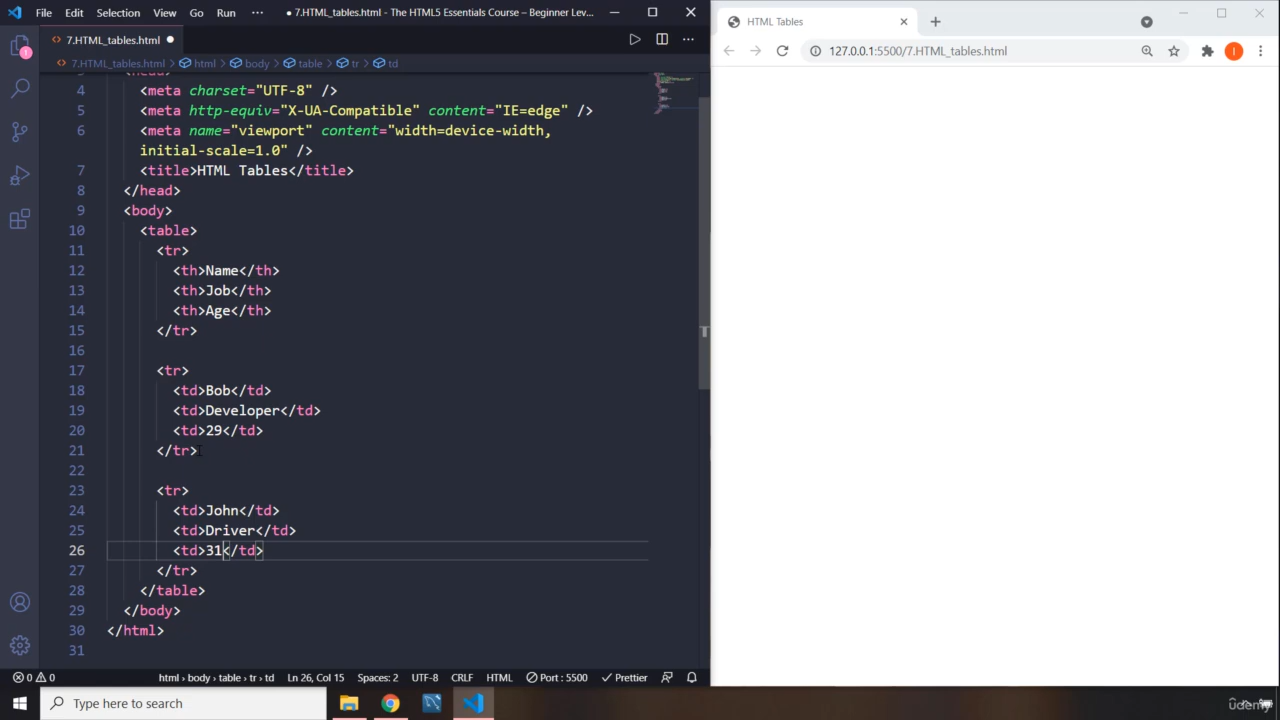 File Edit Selection View Go Run ··· ● 7.HTML_tables.html - The HTML5 Essentials Course – Beginner Lev...
HTML Tables
<> 7.HTML_tables.html ●
127.0.0.1:5500/7.HTML_tables.html
I
1
<> 7.HTML_tables.html > html > body > table > tr > td
3 <head>
4 <meta charset="UTF-8" />
5 <meta http-equiv="X-UA-Compatible" content="IE=edge" />
6 <meta name="viewport" content="width=device-width,
initial-scale=1.0" />
7 <title>HTML Tables</title>
8 </head>
9 <body>
10 <table>
11 <tr>
12 <th>Name</th>
13 <th>Job</th>
14 <th>Age</th>
15 </tr>
16
17 <tr>
18 <td>Bob</td>
19 <td>Developer</td>
20 <td>29</td>
21 </tr>
22
23 <tr>
24 <td>John</td>
25 <td>Driver</td>
26 <td>31</td>
27 </tr>
28 </table>
29 </body>
30 </html>
31
0 0 html > body > table > tr > td Ln 26, Col 15 Spaces: 2 UTF-8 CRLF HTML Port : 5500 Prettier
Type here to search
udemy